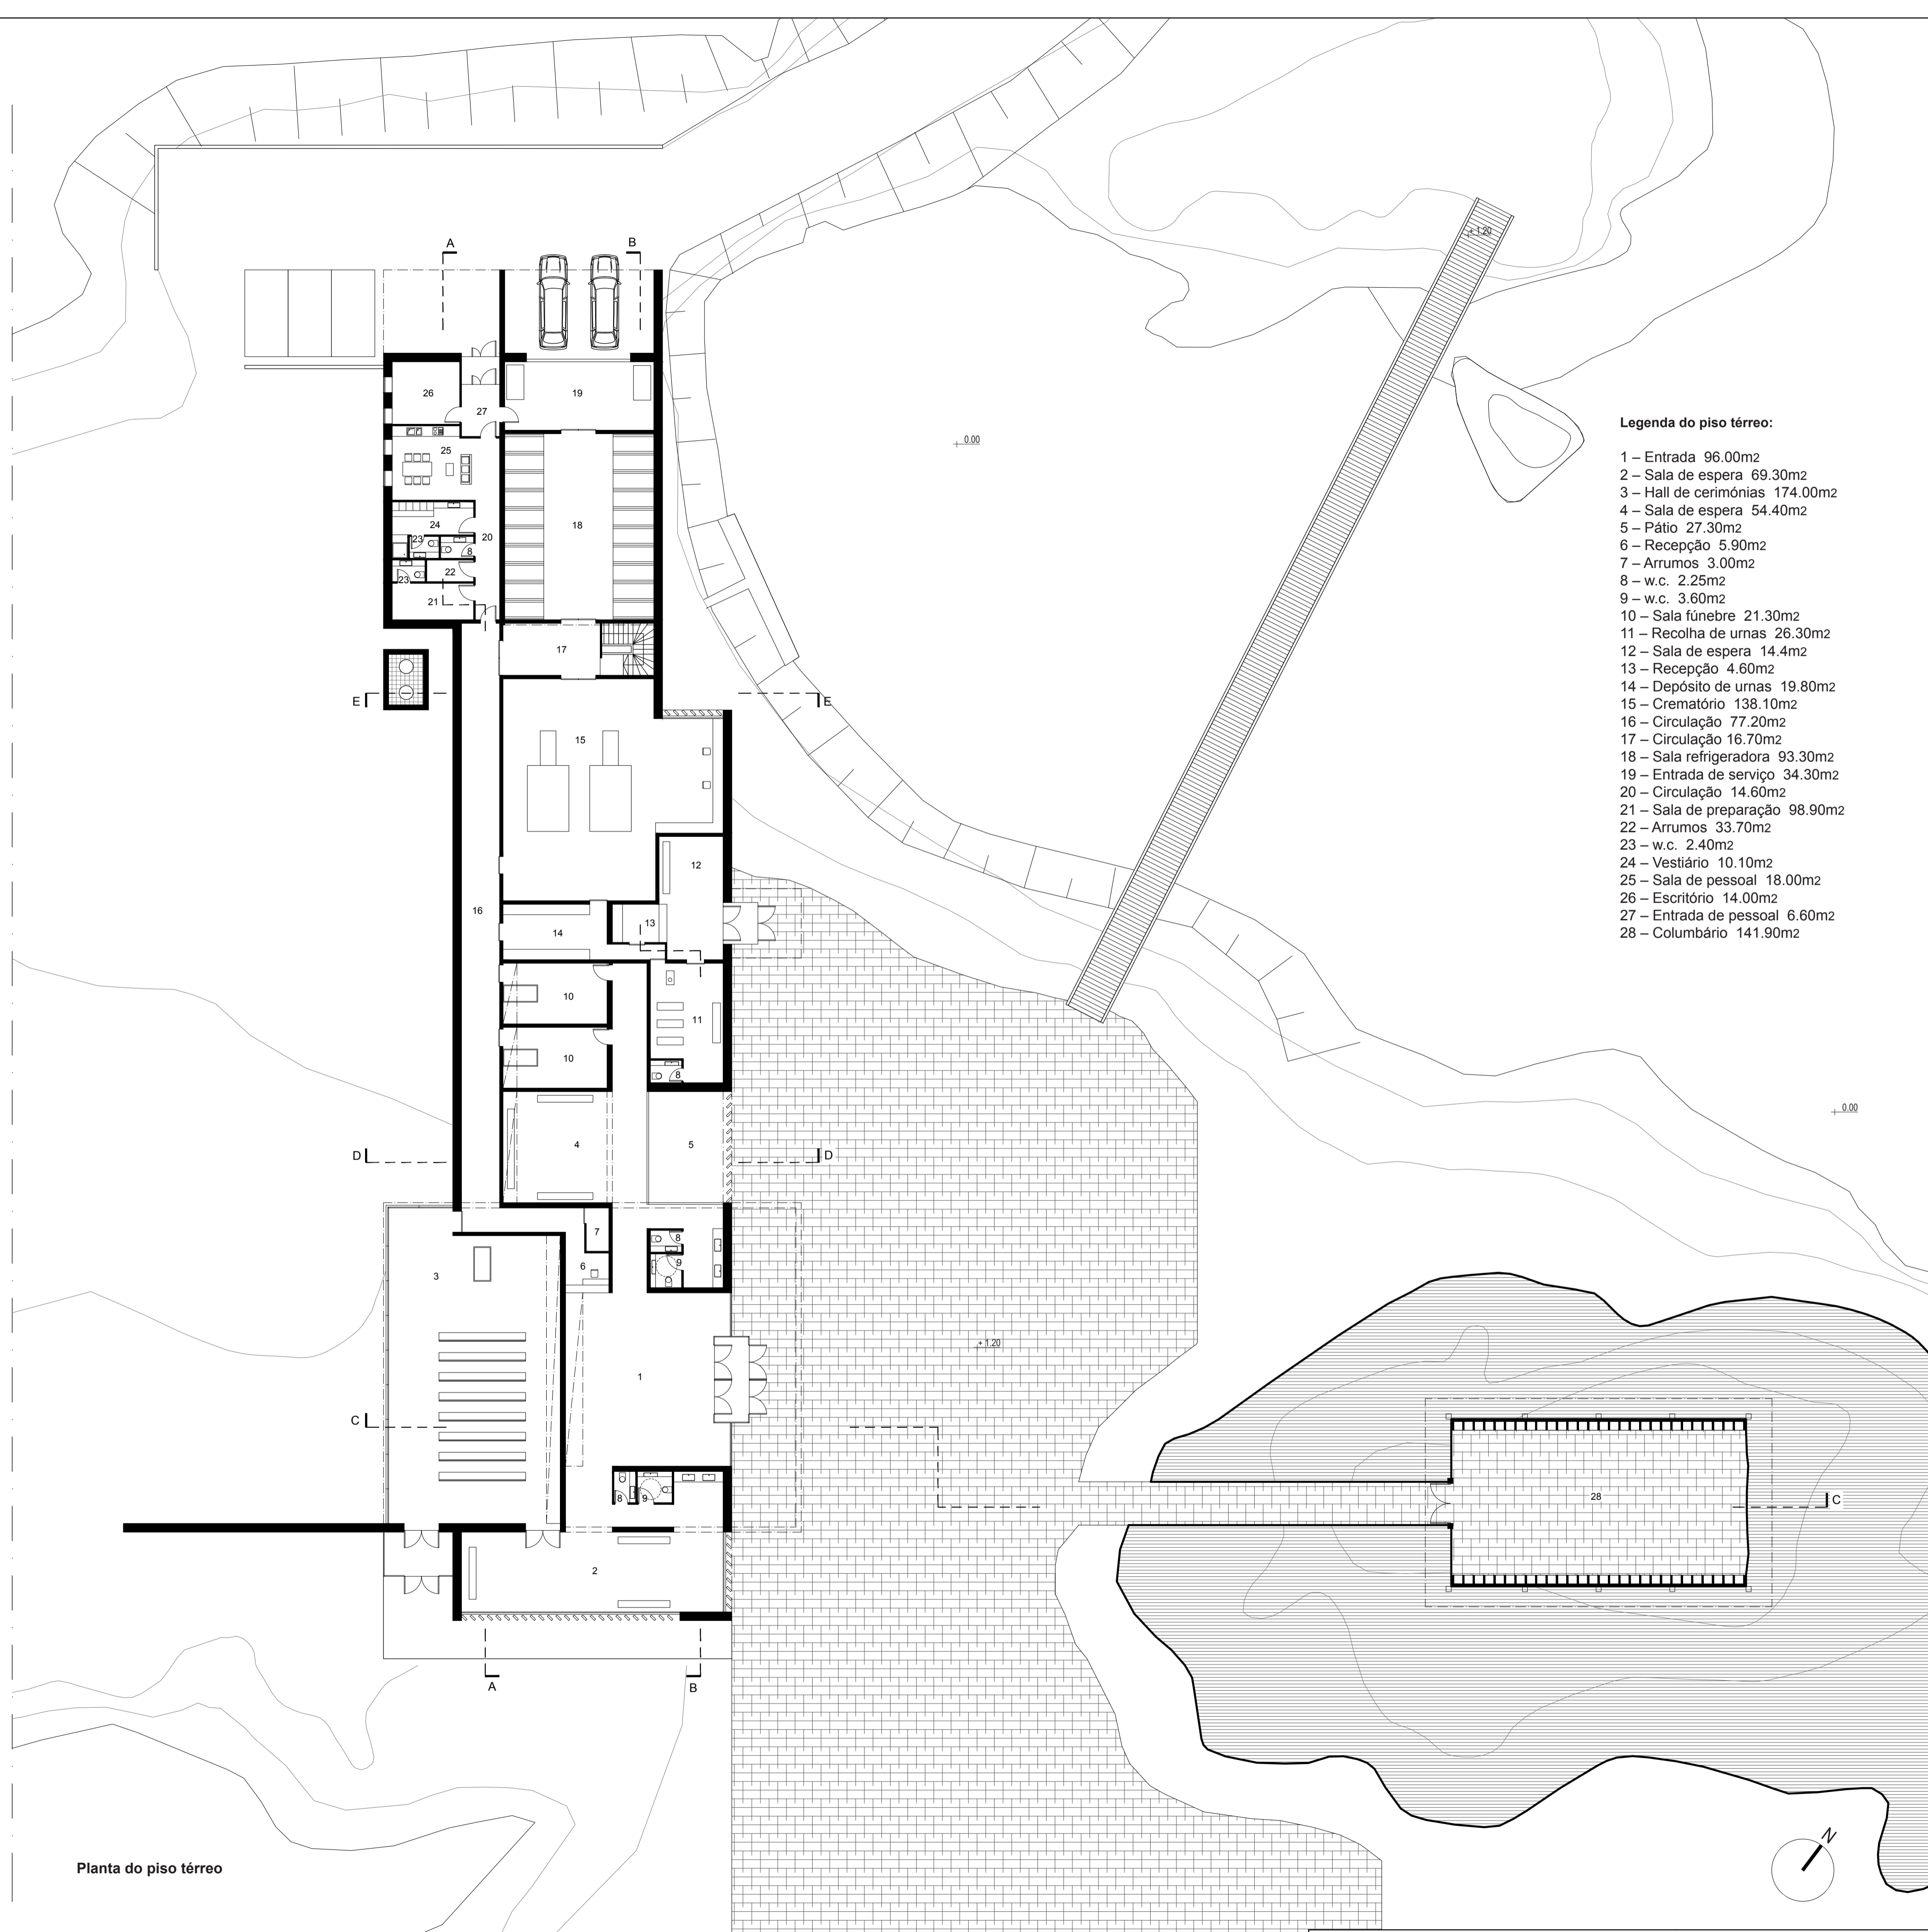 A
B
+ 1.20
26
27
19
Legenda do piso térreo:
1 – Entrada 96.00m2
2 – Sala de espera 69.30m2
3 – Hall de cerimónias 174.00m2
4 – Sala de espera 54.40m2
5 – Pátio 27.30m2
6 – Recepção 5.90m2
7 – Arrumos 3.00m2
8 – w.c. 2.25m2
9 – w.c. 3.60m2
10 – Sala fúnebre 21.30m2
11 – Recolha de urnas 26.30m2
12 – Sala de espera 14.4m2
13 – Recepção 4.60m2
14 – Depósito de urnas 19.80m2
15 – Crematório 138.10m2
16 – Circulação 77.20m2
17 – Circulação 16.70m2
18 – Sala refrigeradora 93.30m2
19 – Entrada de serviço 34.30m2
20 – Circulação 14.60m2
21 – Sala de preparação 98.90m2
22 – Arrumos 33.70m2
23 – w.c. 2.40m2
24 – Vestiário 10.10m2
25 – Sala de pessoal 18.00m2
26 – Escritório 14.00m2
27 – Entrada de pessoal 6.60m2
28 – Columbário 141.90m2
0.00
25
24
18
20
23
8
22
23
21
17
E
E
15
12
16
13
14
10
11
10
8
0.00
4
5
D
D
7
8
6
9
3
+ 1.20
1
C
8
9
28
C
2
A
B
N
Planta do piso térreo